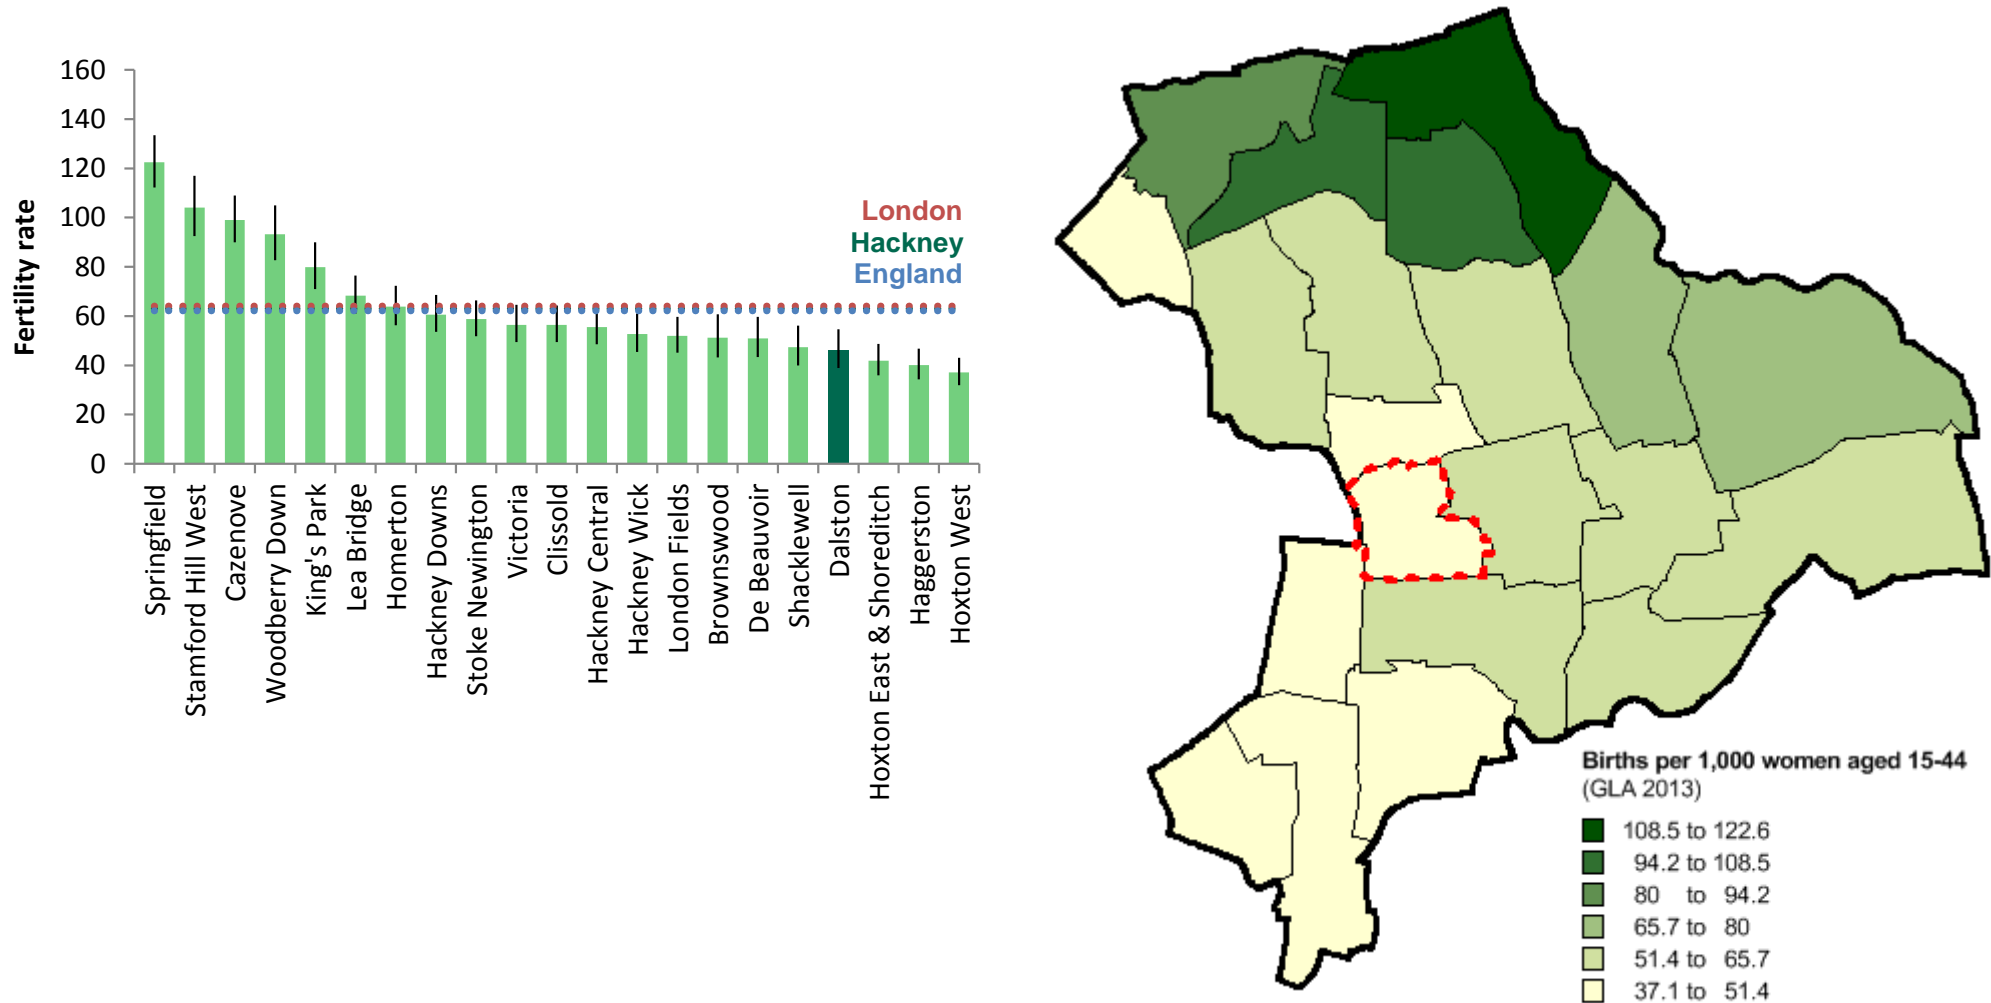 160
140
120
100
80
60
40
20
0
Fertility rate
London
Hackney
England
Springfield
Stamford Hill West
Cazenove
Woodberry Down
King's Park
Lea Bridge
Homerton
Hackney Downs
Stoke Newington
Victoria
Clissold
Hackney Central
Hackney Wick
London Fields
Brownswood
De Beauvoir
Shacklewell
Dalston
Hoxton East & Shoreditch
Haggerston
Hoxton West
Births per 1,000 women aged 15-44
(GLA 2013)
108.5 to 122.6
94.2 to 108.5
80 to 94.2
65.7 to 80
51.4 to 65.7
37.1 to 51.4